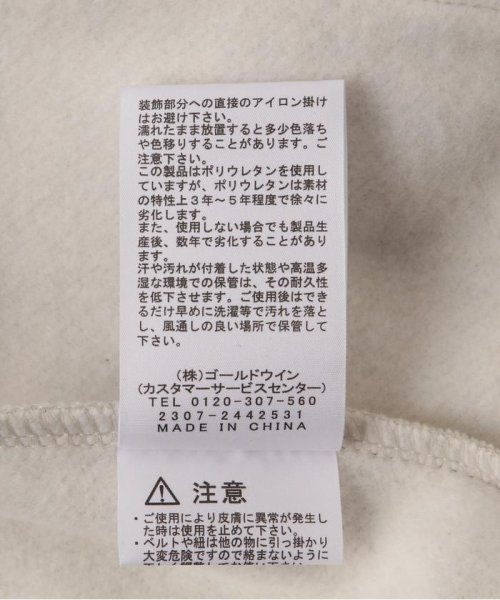 装飾部分への直接のアイロン掛け
はお避け下さい。
濡れたまま放置すると多少色落ち
や色移りすることがあります。ご
注意下さい。
この製品はポリウレタンを使用し
ていますが、ポリウレタンは素材
の特性上3年〜5年程度で徐々に
劣化します。
また、使用しない場合でも製品生
産後、数年で劣化することがあり
ます。
汗や汚れが付着した状態や高温多
湿な環境での保管は、その耐久性
を低下させます。ご使用後はでき
るだけ早めに洗濯等で汚れを落と
し、風通しの良い場所で保管して
下さい。
(株)ゴールドウイン
(カスタマーサービスセンター)
TEL 0120-307-560
2307-2442531
MADE IN CHINA
注意
・ご使用により皮膚に異常が発生し
た時は使用を止めて下さい。
・ベルトや紐は他の物に引っ掛かり
大変危険ですので絡まないように